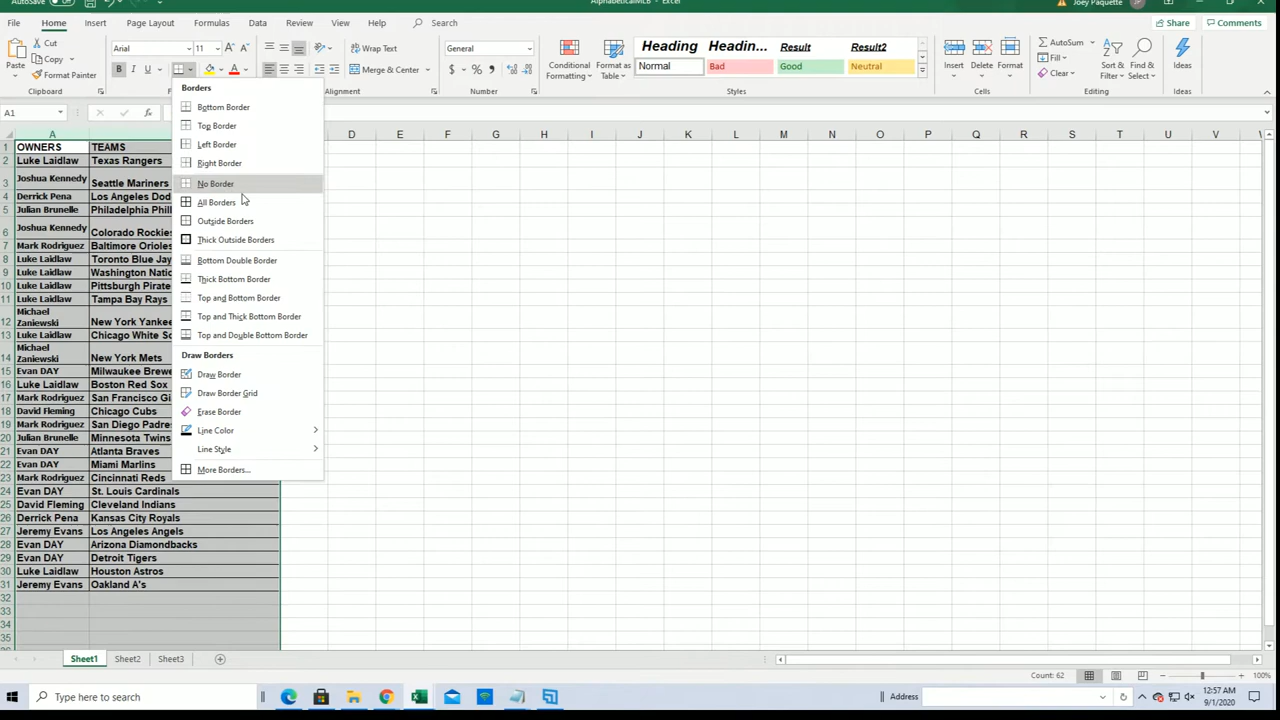 AutoSave Off
AlphabeticalMLB - Excel
Joey Paquette JP
File Home Insert Page Layout Formulas Data Review View Help Search
Share Comments
Paste Cut
Copy
Format Painter
Clipboard
Arial 11
B I U
Wrap Text
Merge & Center
Alignment
General
$ % ,
Conditional Formatting
Format as Table
Heading Headin... Result Result2
Normal Bad Good Neutral
Styles
Insert Delete Format
Cells
AutoSum
Fill
Clear
Sort & Filter
Find & Select
Editing
Ideas
Ideas
A1
Borders
Bottom Border
Top Border
Left Border
Right Border
No Border
All Borders
Outside Borders
Thick Outside Borders
Bottom Double Border
Thick Bottom Border
Top and Bottom Border
Top and Thick Bottom Border
Top and Double Bottom Border
Draw Borders
Draw Border
Draw Border Grid
Erase Border
Line Color
Line Style
More Borders...
A D E F G H I J K L M N O P Q R S T U V
1 OWNERS TEAMS
2 Luke Laidlaw Texas Rangers
3 Joshua Kennedy Seattle Mariners
4 Derrick Pena Los Angeles Dod
5 Julian Brunelle Philadelphia Phill
6 Joshua Kennedy Colorado Rockies
7 Mark Rodriguez Baltimore Orioles
8 Luke Laidlaw Toronto Blue Jay
9 Luke Laidlaw Washington Natio
10 Luke Laidlaw Pittsburgh Pirate
11 Luke Laidlaw Tampa Bay Rays
12 Michael Zaniewski New York Yankee
13 Luke Laidlaw Chicago White So
14 Michael Zaniewski New York Mets
15 Evan DAY Milwaukee Brewe
16 Luke Laidlaw Boston Red Sox
17 Mark Rodriguez San Francisco Gi
18 David Fleming Chicago Cubs
19 Mark Rodriguez San Diego Padres
20 Julian Brunelle Minnesota Twins
21 Evan DAY Atlanta Braves
22 Evan DAY Miami Marlins
23 Mark Rodriguez Cincinnati Reds
24 Evan DAY St. Louis Cardinals
25 David Fleming Cleveland Indians
26 Derrick Pena Kansas City Royals
27 Jeremy Evans Los Angeles Angels
28 Evan DAY Arizona Diamondbacks
29 Evan DAY Detroit Tigers
30 Luke Laidlaw Houston Astros
31 Jeremy Evans Oakland A's
32
33
34
35
Sheet1 Sheet2 Sheet3
Count: 62 100%
Type here to search
Address
12:57 AM
9/1/2020